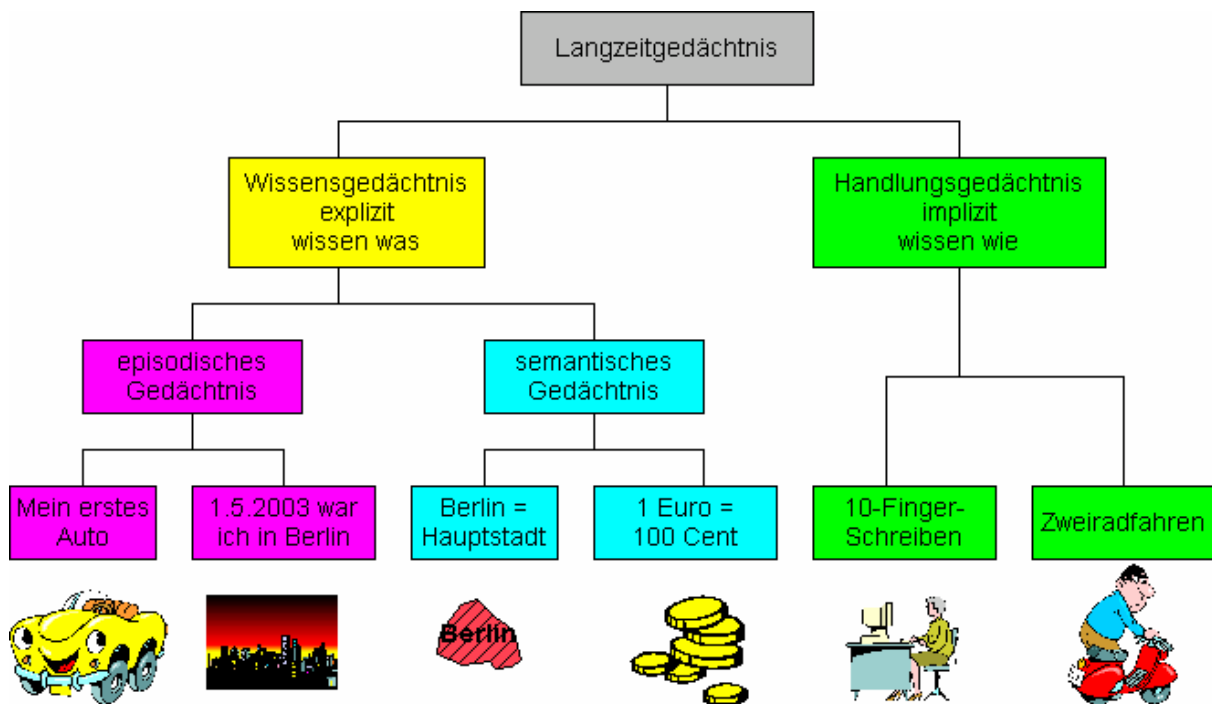 Langzeitgedächtnis
Wissensgedächtnis
explizit
wissen was
Handlungsgedächtnis
implizit
wissen wie
episodisches
Gedächtnis
semantisches
Gedächtnis
Mein erstes
Auto
1.5.2003 war
ich in Berlin
Berlin =
Hauptstadt
1 Euro =
100 Cent
10-Finger-
Schreiben
Zweiradfahren
Berlin